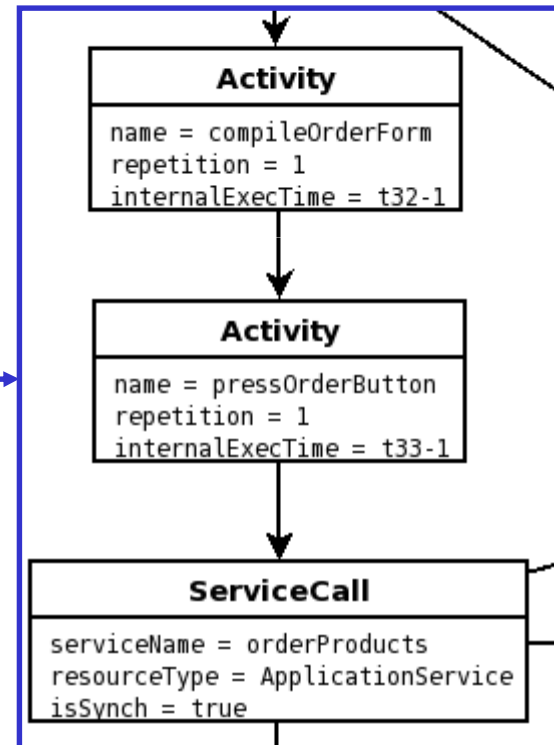 Activity
name = compileOrderForm
repetition = 1
internalExecTime = t32-1
Activity
name = pressOrderButton
repetition = 1
internalExecTime = t33-1
ServiceCall
serviceName = orderProducts
resourceType = ApplicationService
isSynch = true